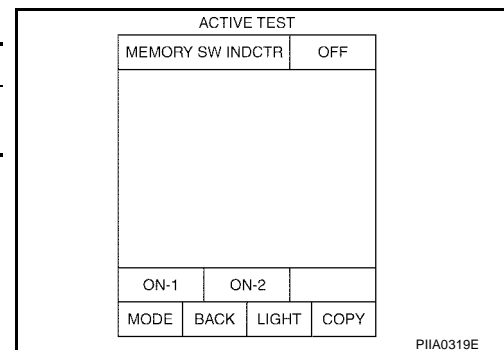 ACTIVE TEST
MEMORY SW INDCTR OFF
ON-1 ON-2
MODE BACK LIGHT COPY
PIIA0319E